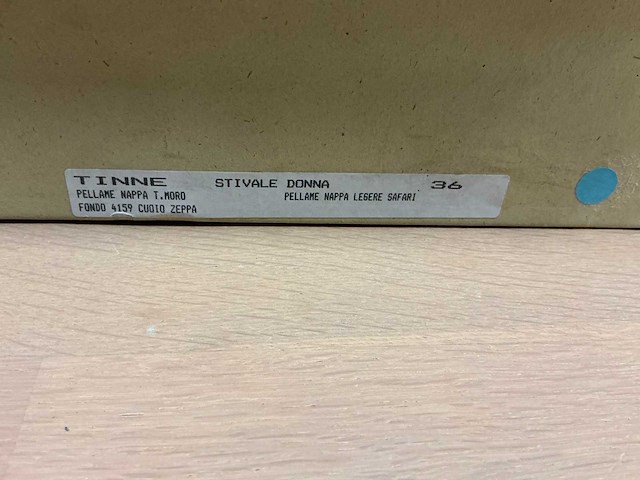 TINNE STIVALE DONNA 36
PELLAME NAPPA T.MORO PELLAME NAPPA LEGERE SAFARI
FONDO 4159 CUOIO ZEPPA